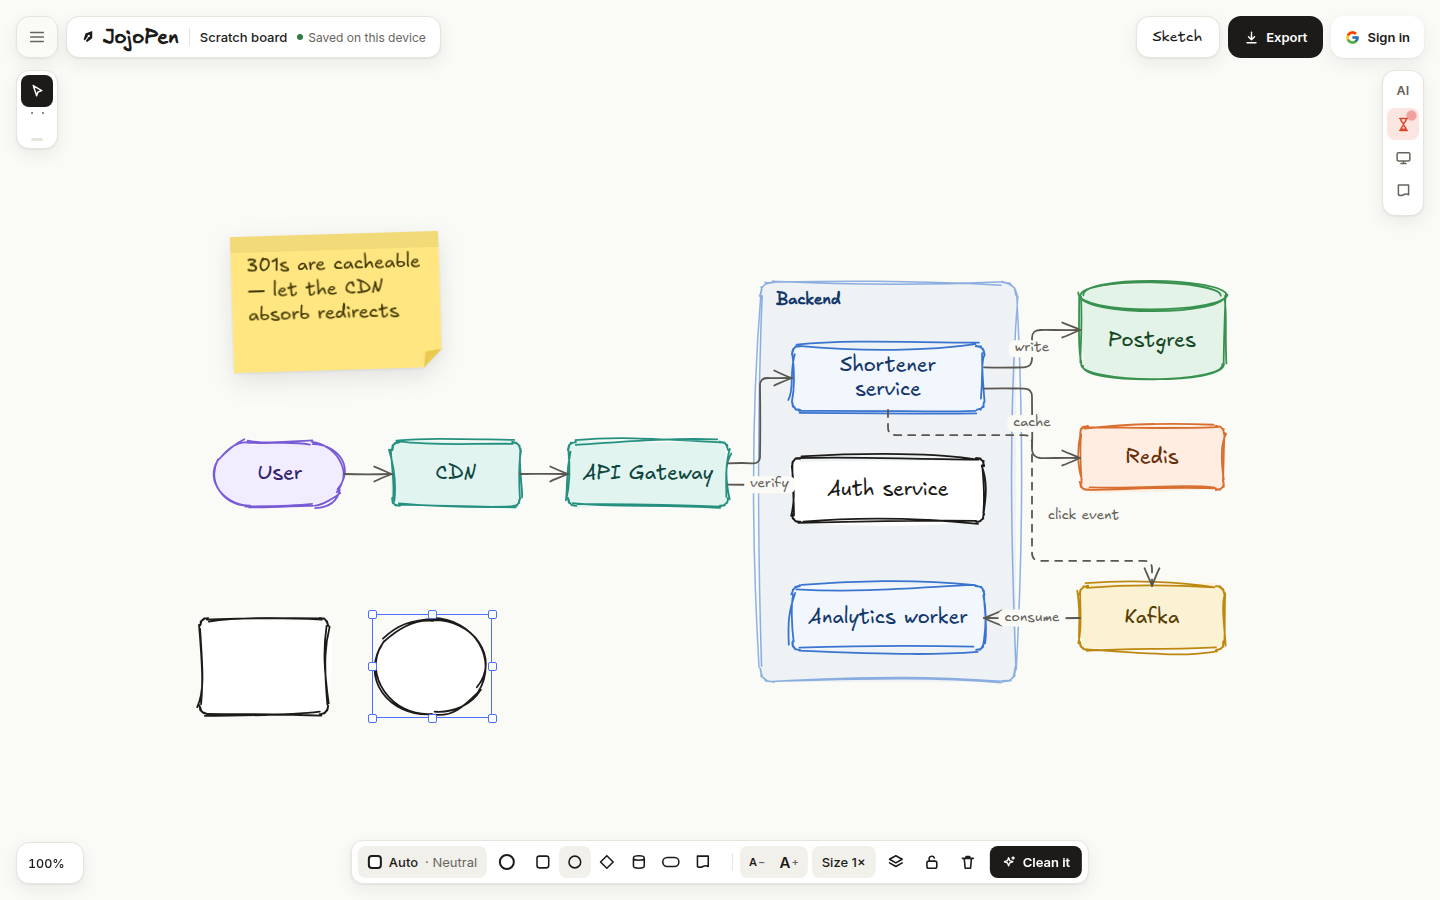 JojoPen
Scratch board
Saved on this device
Sketch
Export
Sign in
AI
301s are cacheable
— let the CDN
absorb redirects
Backend
Shortener
service
write
Postgres
cache
User
CDN
API Gateway
verify
Auth service
Redis
click event
Analytics worker
consume
Kafka
100%
Auto · Neutral
A−
A+
Size 1×
Clean it